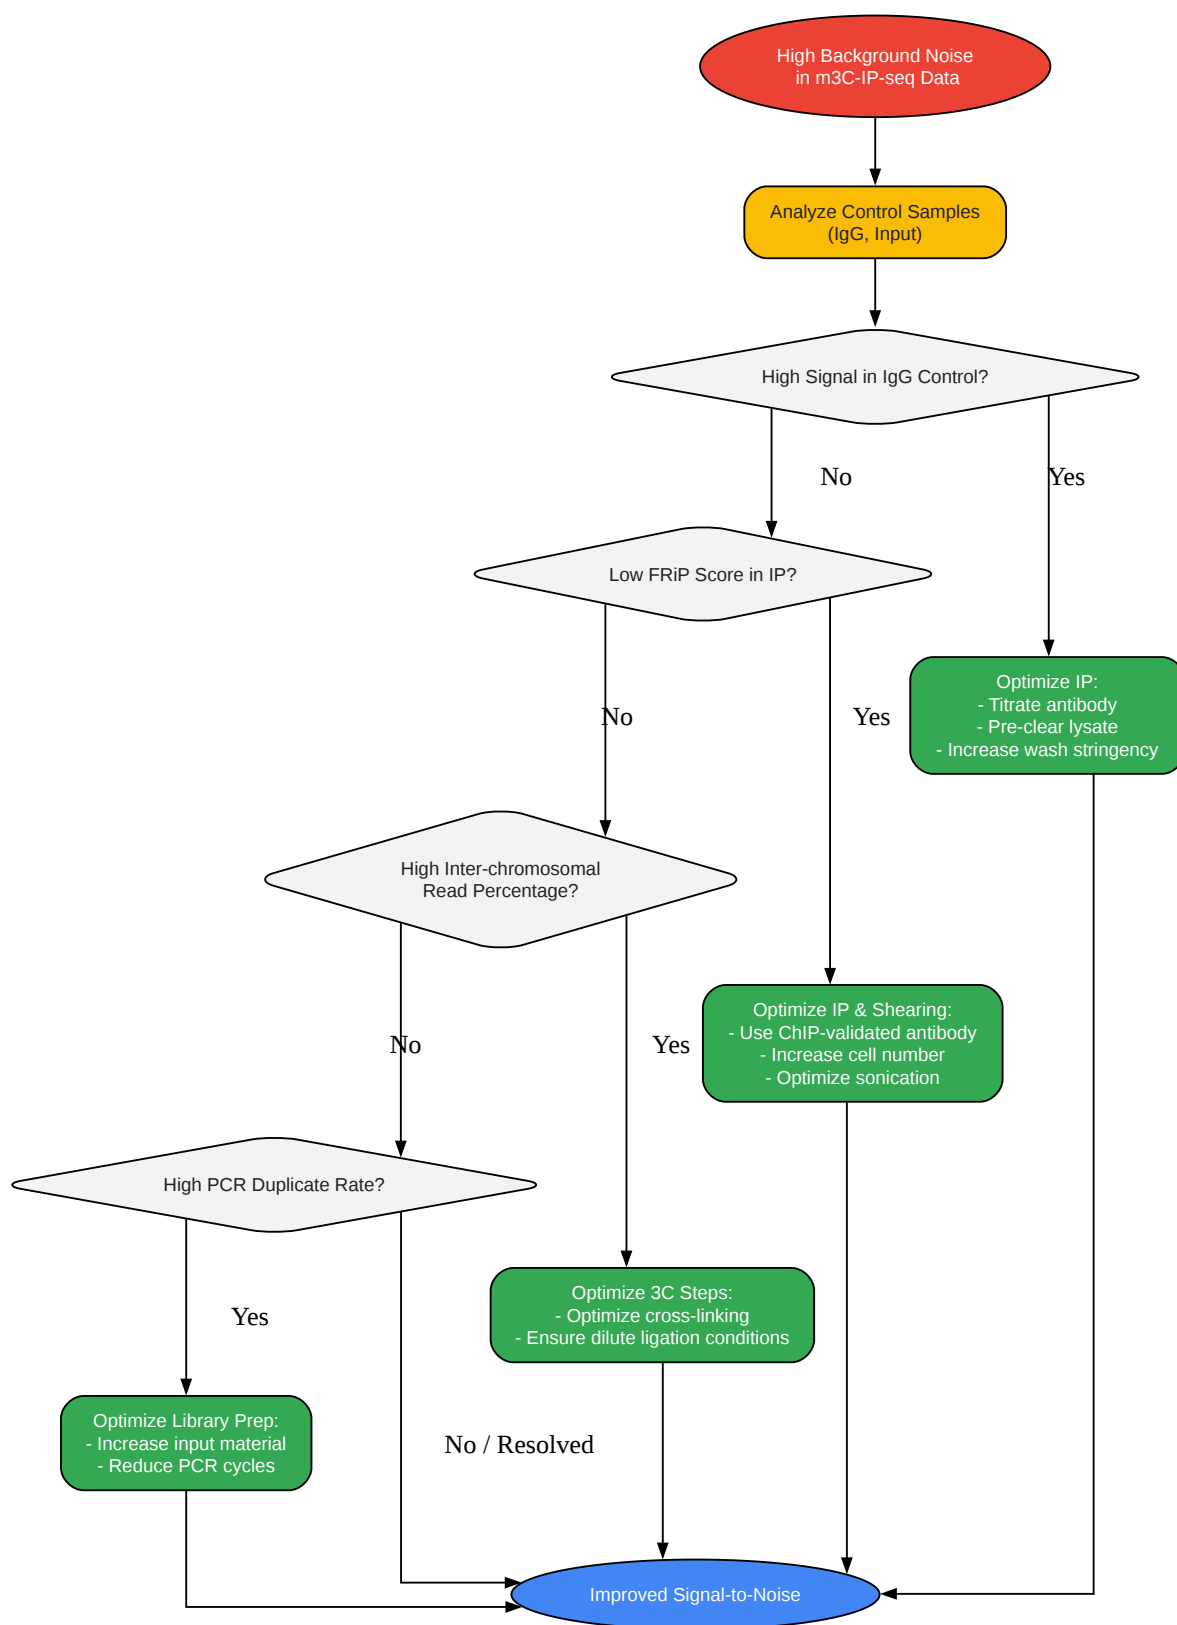 High Background Noise
in m3C-IP-seq Data
Analyze Control Samples
(IgG, Input)
High Signal in IgG Control?
No
Yes
Low FRiP Score in IP?
No
Yes
Optimize IP:
- Titrate antibody
- Pre-clear lysate
- Increase wash stringency
High Inter-chromosomal
Read Percentage?
No
Yes
Optimize IP & Shearing:
- Use ChIP-validated antibody
- Increase cell number
- Optimize sonication
High PCR Duplicate Rate?
Yes
No / Resolved
Optimize 3C Steps:
- Optimize cross-linking
- Ensure dilute ligation conditions
Optimize Library Prep:
- Increase input material
- Reduce PCR cycles
Improved Signal-to-Noise